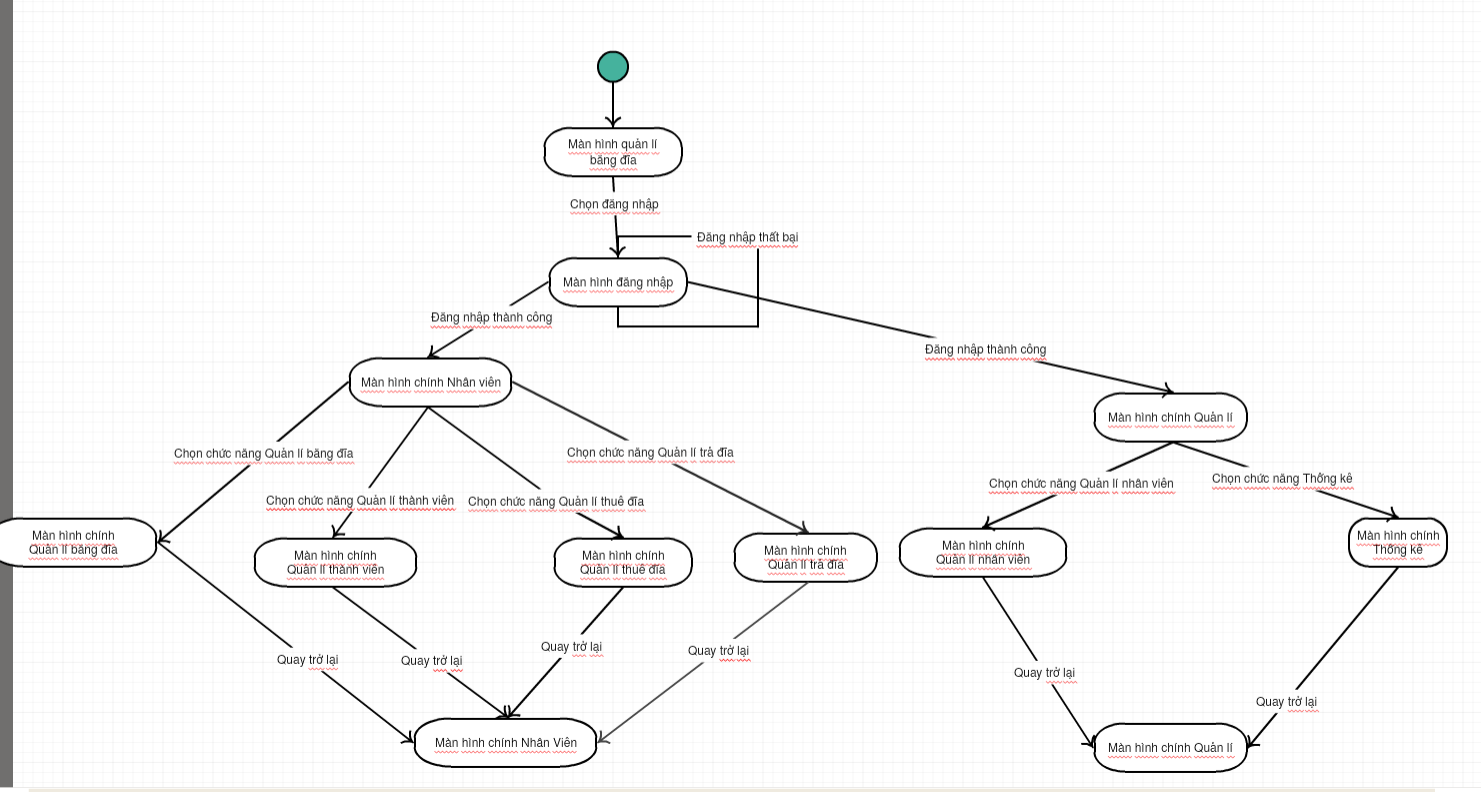 Màn hình quản lí
băng đĩa
Chọn đăng nhập
Đăng nhập thất bại
Màn hình đăng nhập
Đăng nhập thành công
Đăng nhập thành công
Màn hình chính Nhân viên
Màn hình chính Quản lí
Chọn chức năng Quản lí băng đĩa
Chọn chức năng Quản lí trả đĩa
Chọn chức năng Quản lí thành viên
Chọn chức năng Quản lí thuê đĩa
Chọn chức năng Quản lí nhân viên
Chọn chức năng Thống kê
Màn hình chính
Quản lí băng đĩa
Màn hình chính
Quản lí thành viên
Màn hình chính
Quản lí thuê đĩa
Màn hình chính
Quản lí trả đĩa
Màn hình chính
Quản lí nhân viên
Màn hình chính
Thống kê
Quay trở lại
Quay trở lại
Quay trở lại
Quay trở lại
Quay trở lại
Quay trở lại
Màn hình chính Nhân Viên
Màn hình chính Quản lí